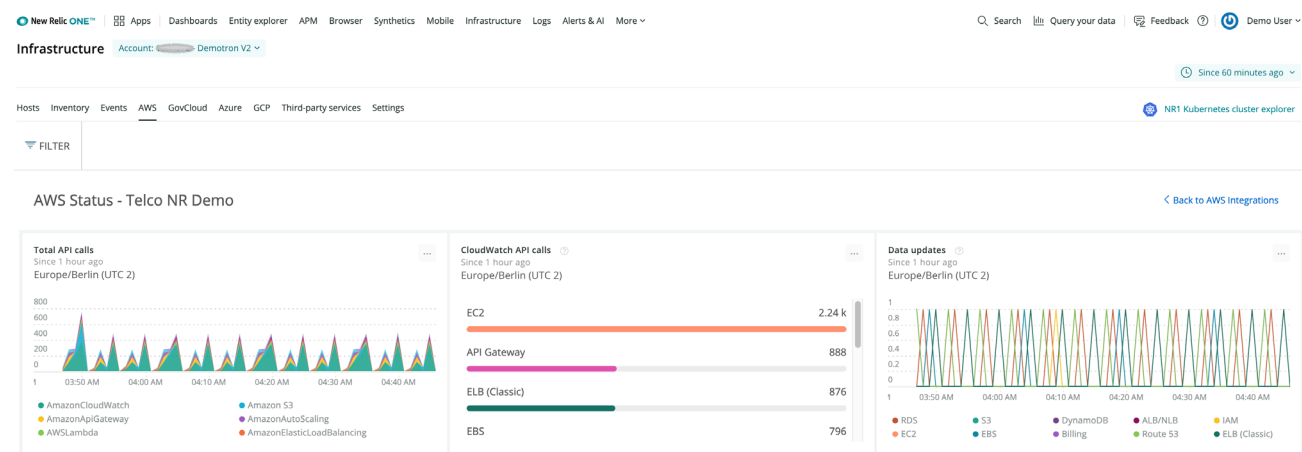 New Relic ONE™ Apps Dashboards Entity explorer APM Browser Synthetics Mobile Infrastructure Logs Alerts & AI More Search Query your data Feedback Demo User
Infrastructure Account: Demotron V2
Since 60 minutes ago
Hosts Inventory Events AWS GovCloud Azure GCP Third-party services Settings NR1 Kubernetes cluster explorer
FILTER
AWS Status - Telco NR Demo Back to AWS Integrations
Total API calls
Since 1 hour ago
Europe/Berlin (UTC 2)
800
600
400
200
0
1 03:50 AM 04:00 AM 04:10 AM 04:20 AM 04:30 AM 04:40 AM
AmazonCloudWatch Amazon S3
AmazonApiGateway AmazonAutoScaling
AWSLambda AmazonElasticLoadBalancing
CloudWatch API calls
Since 1 hour ago
Europe/Berlin (UTC 2)
EC2 2.24 k
API Gateway 888
ELB (Classic) 876
EBS 796
Data updates
Since 1 hour ago
Europe/Berlin (UTC 2)
1
0.8
0.6
0.4
0.2
0
1 03:50 AM 04:00 AM 04:10 AM 04:20 AM 04:30 AM 04:40 AM
RDS S3 DynamoDB ALB/NLB IAM
EC2 EBS Billing Route 53 ELB (Classic)